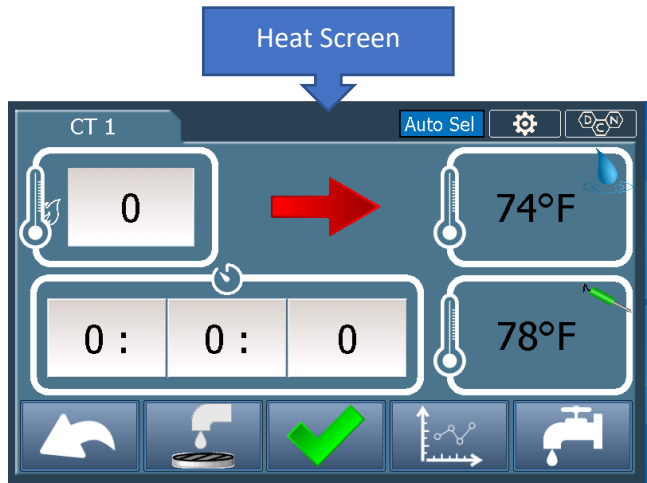 Heat Screen
CT 1
Auto Sel
D C N
0
74°F
0 : 0 : 0
78°F